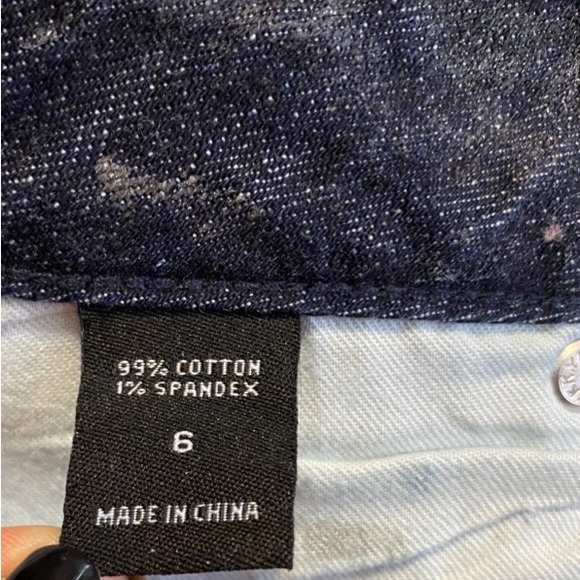 99% COTTON
1% SPANDEX
6
MADE IN CHINA